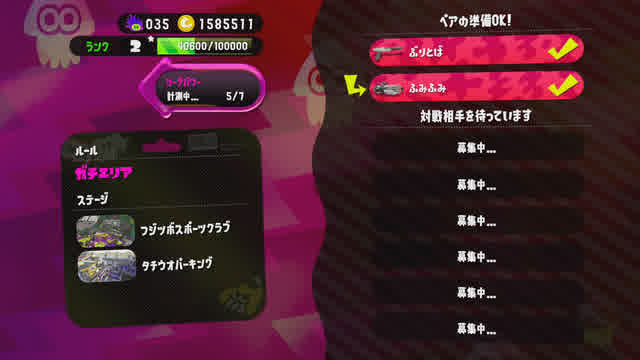 035 1585511
ランク 2 40600/100000
リーグパワー
計測中... 5/7
ルール
ガチエリア
ステージ
フジツボスポーツクラブ
タチウオパーキング
ペアの準備OK!
ぷりとば
ふみふみ
対戦相手を待っています
募集中...
募集中...
募集中...
募集中...
募集中...
募集中...